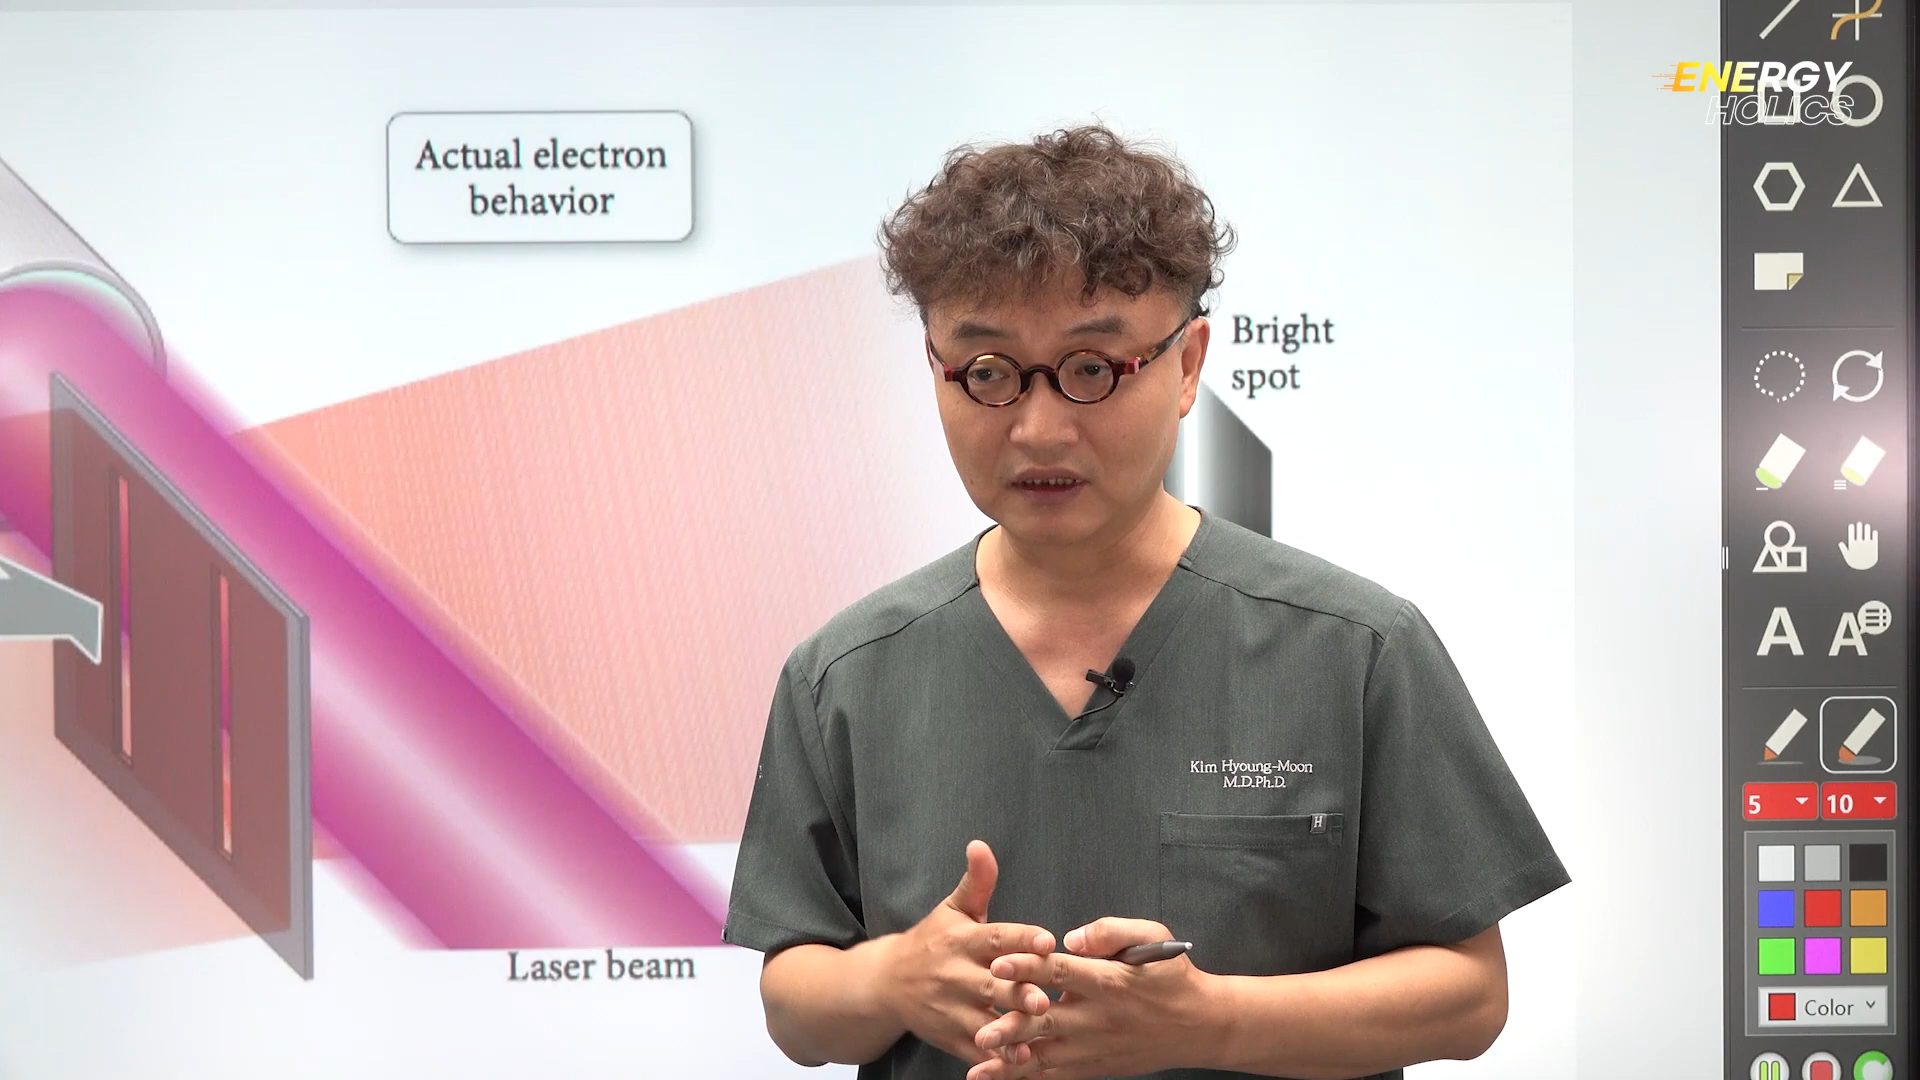 ENERGY
HOLICS
Actual electron
behavior
Bright
spot
Kim Hyoung-Moon
M.D.Ph.D.
H
Laser beam
A
A
5
10
Color